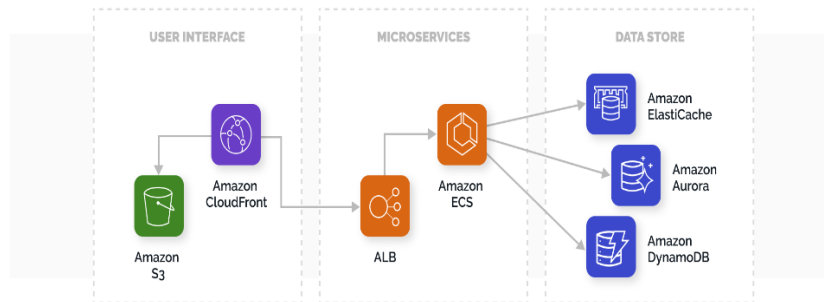 USER INTERFACE
MICROSERVICES
DATA STORE
Amazon
CloudFront
Amazon
S3
ALB
Amazon
ECS
Amazon
ElastiCache
Amazon
Aurora
Amazon
DynamoDB